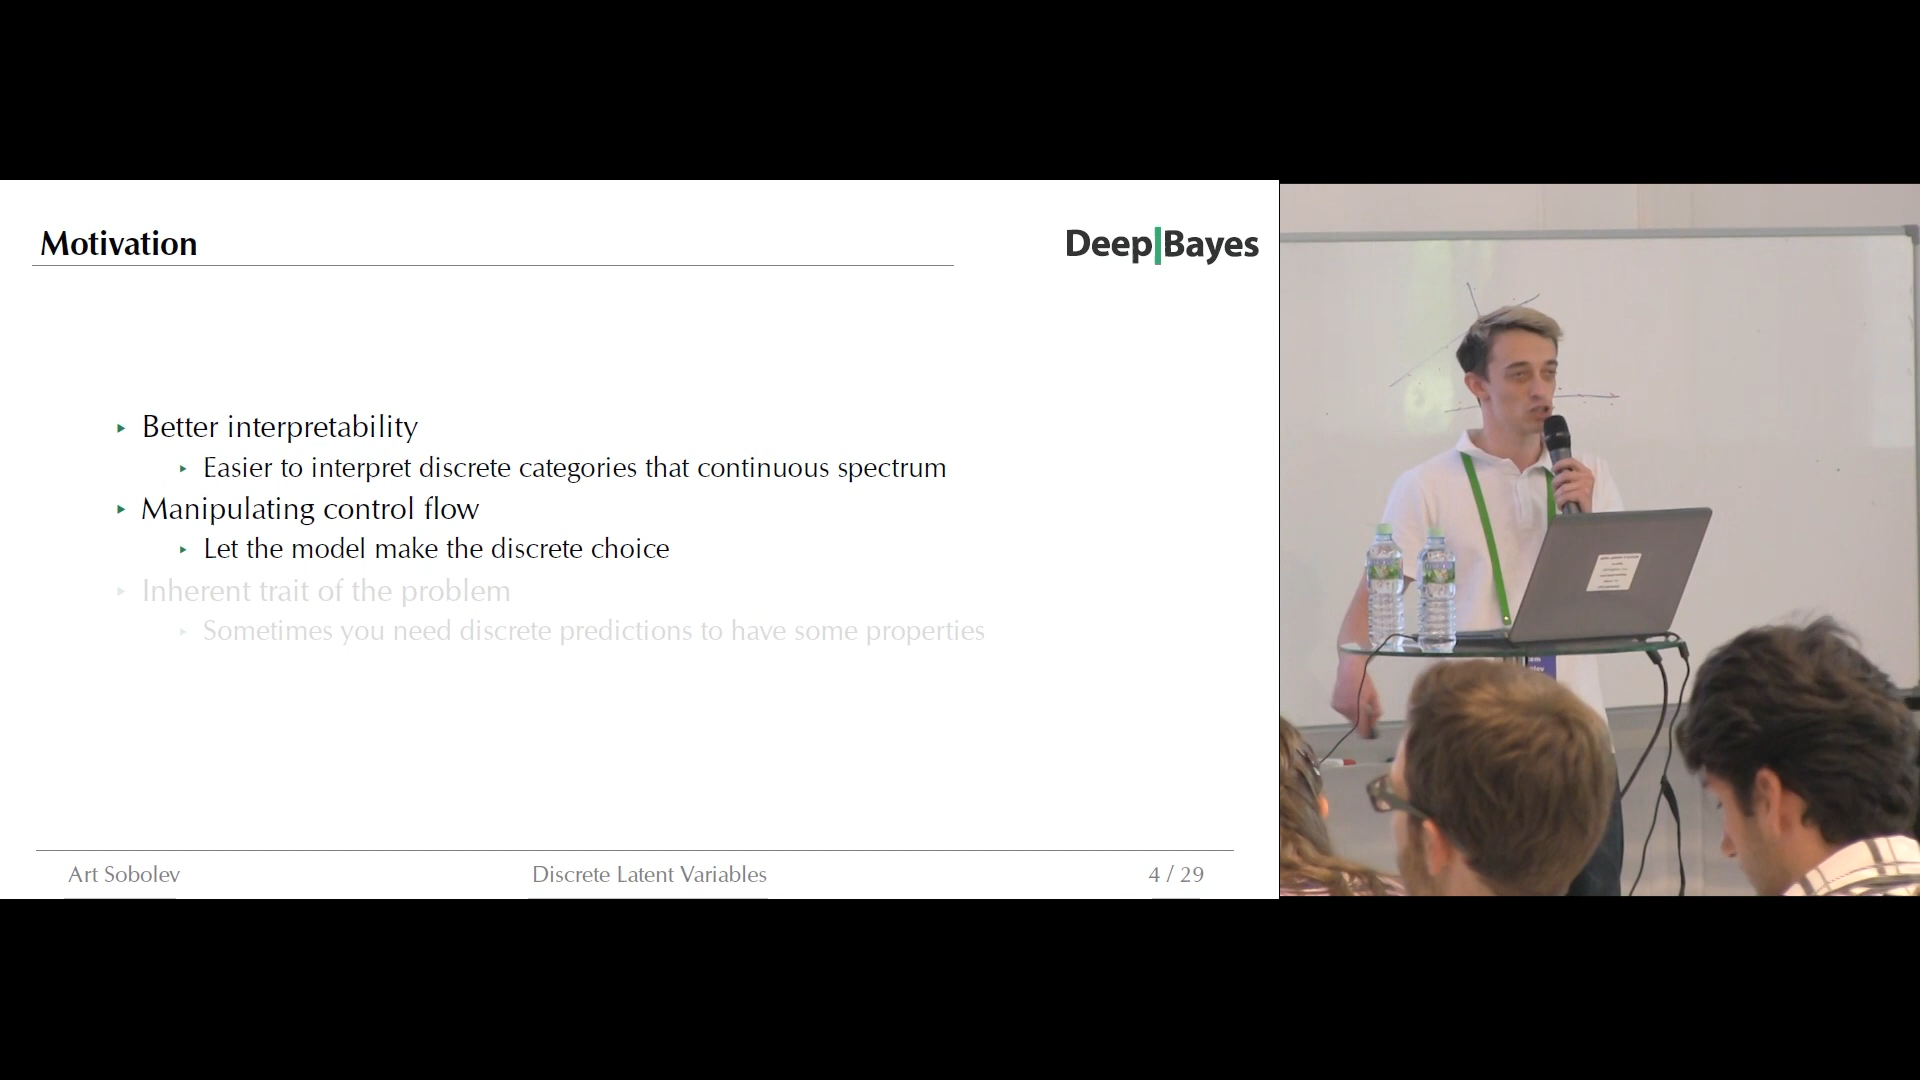 Motivation
Deep|Bayes
Better interpretability
Easier to interpret discrete categories that continuous spectrum
Manipulating control flow
Let the model make the discrete choice
Inherent trait of the problem
Sometimes you need discrete predictions to have some properties
Art Sobolev
Discrete Latent Variables
4 / 29